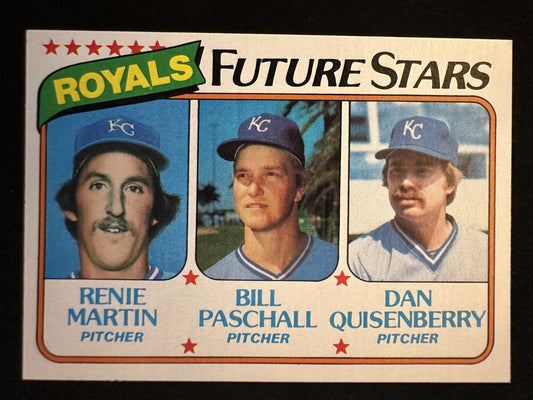 ROYALS FUTURE STARS
KC KC KC
RENIE BILL DAN
MARTIN PASCHALL QUISENBERRY
PITCHER PITCHER PITCHER